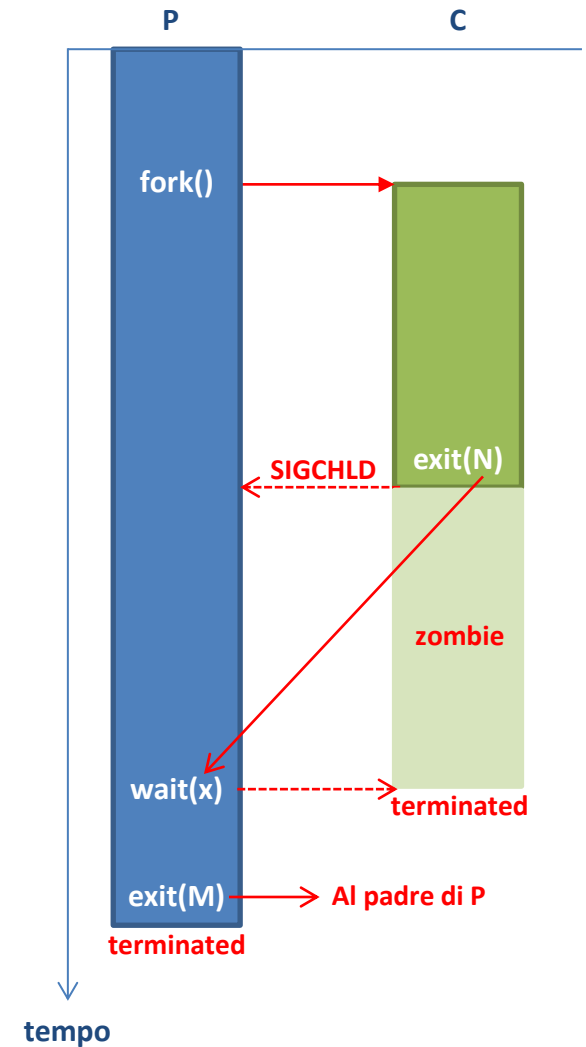 P
C
fork()
exit(N)
SIGCHLD
zombie
wait(x)
terminated
exit(M)
Al padre di P
terminated
tempo